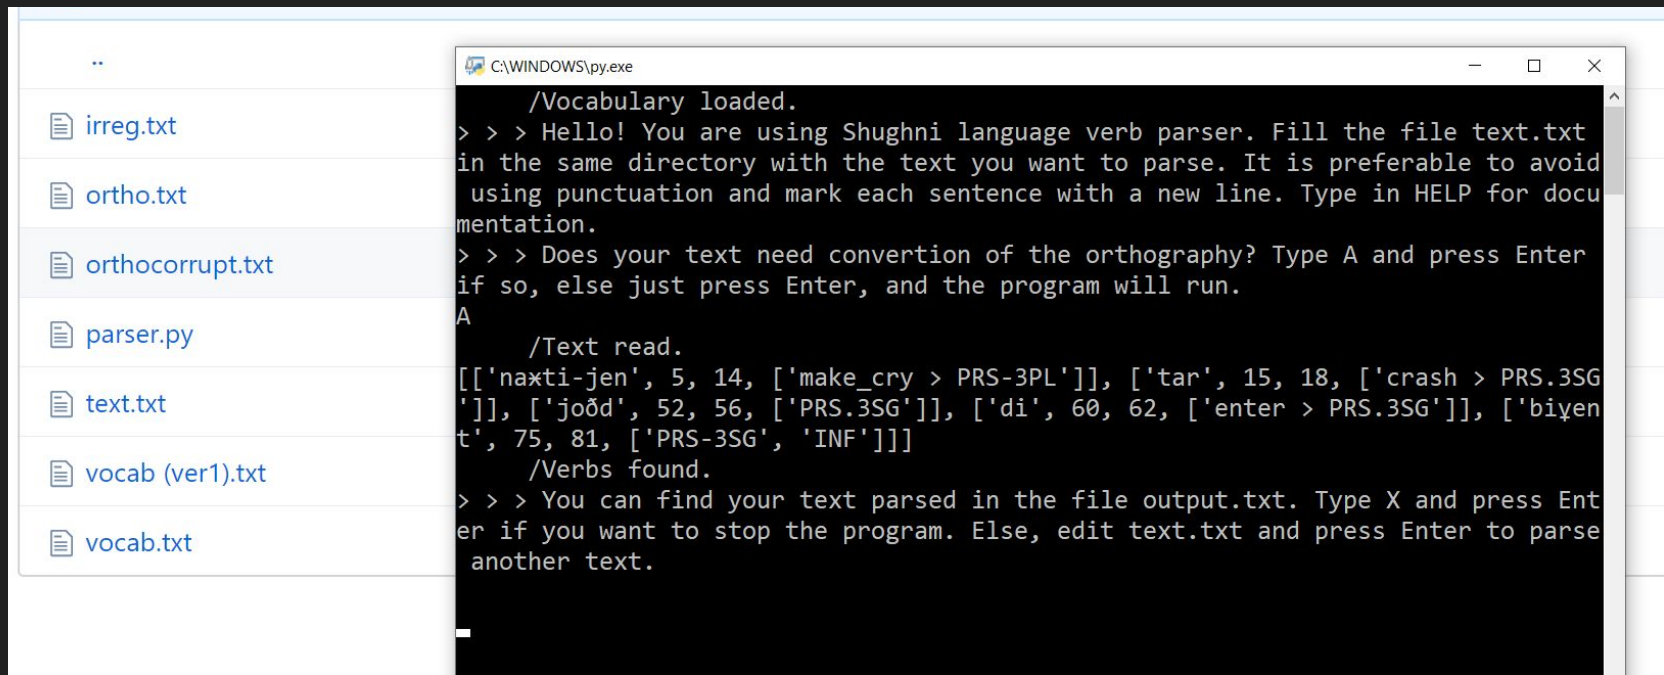 ..
irreg.txt
ortho.txt
orthocorrupt.txt
parser.py
text.txt
vocab (ver1).txt
vocab.txt
C:\WINDOWS\py.exe
/Vocabulary loaded.
> > > Hello! You are using Shughni language verb parser. Fill the file text.txt
in the same directory with the text you want to parse. It is preferable to avoid
using punctuation and mark each sentence with a new line. Type in HELP for docu
mentation.
> > > Does your text need convertion of the orthography? Type A and press Enter
if so, else just press Enter, and the program will run.
A
/Text read.
[['naӿti-jen', 5, 14, ['make_cry > PRS-3PL']], ['tar', 15, 18, ['crash > PRS.3SG
']], ['joðd', 52, 56, ['PRS.3SG']], ['di', 60, 62, ['enter > PRS.3SG']], ['biɣen
t', 75, 81, ['PRS-3SG', 'INF']]]
/Verbs found.
> > > You can find your text parsed in the file output.txt. Type X and press Ent
er if you want to stop the program. Else, edit text.txt and press Enter to parse
another text.